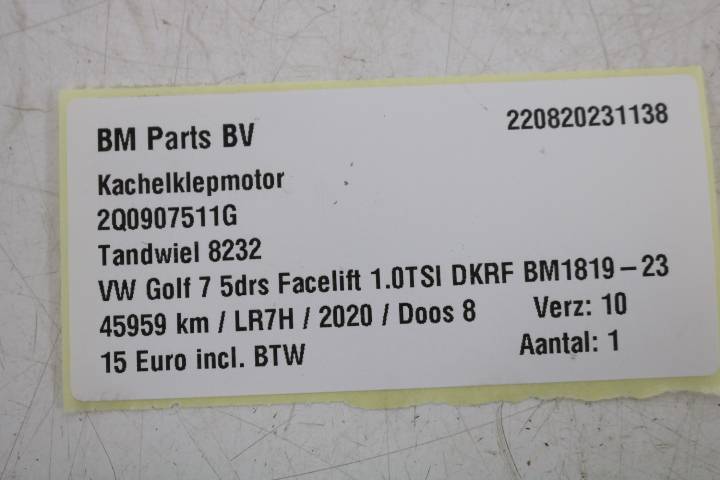 BM Parts BV 220820231138
Kachelklepmotor
2Q0907511G
Tandwiel 8232
VW Golf 7 5drs Facelift 1.0TSI DKRF BM1819-23
45959 km / LR7H / 2020 / Doos 8 Verz: 10
15 Euro incl. BTW Aantal: 1